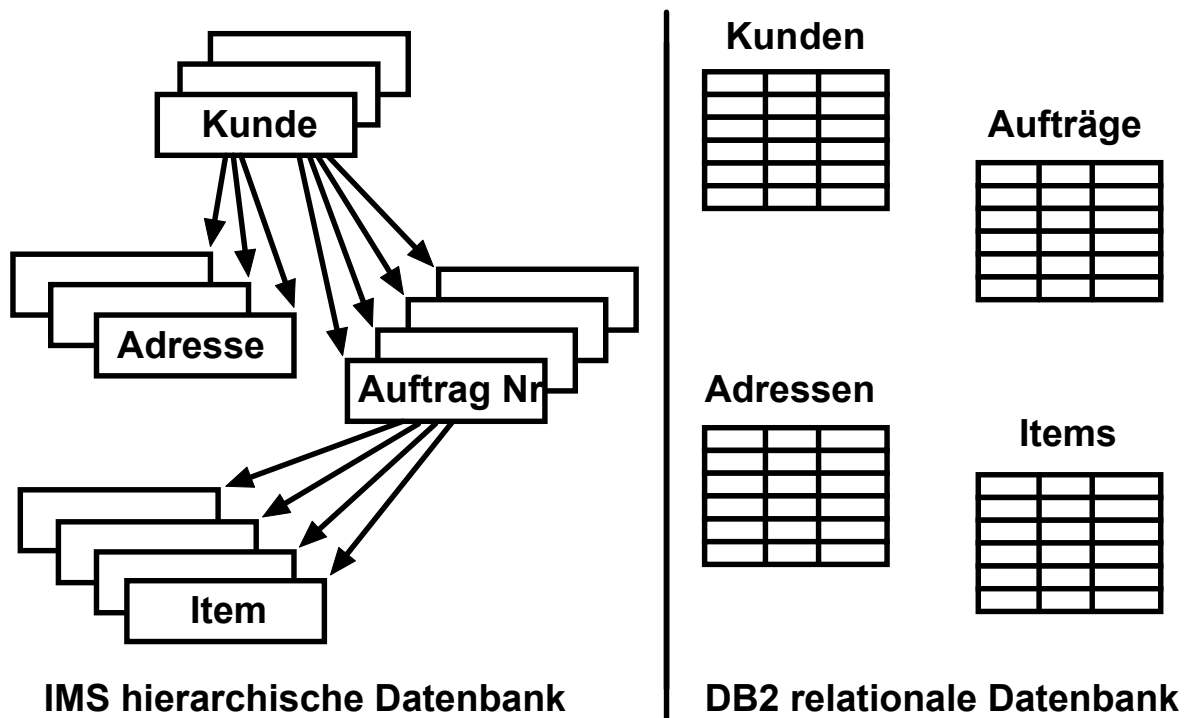 Kunde
Adresse
Auftrag Nr
Item
IMS hierarchische Datenbank
Kunden
Aufträge
Adressen
Items
DB2 relationale Datenbank